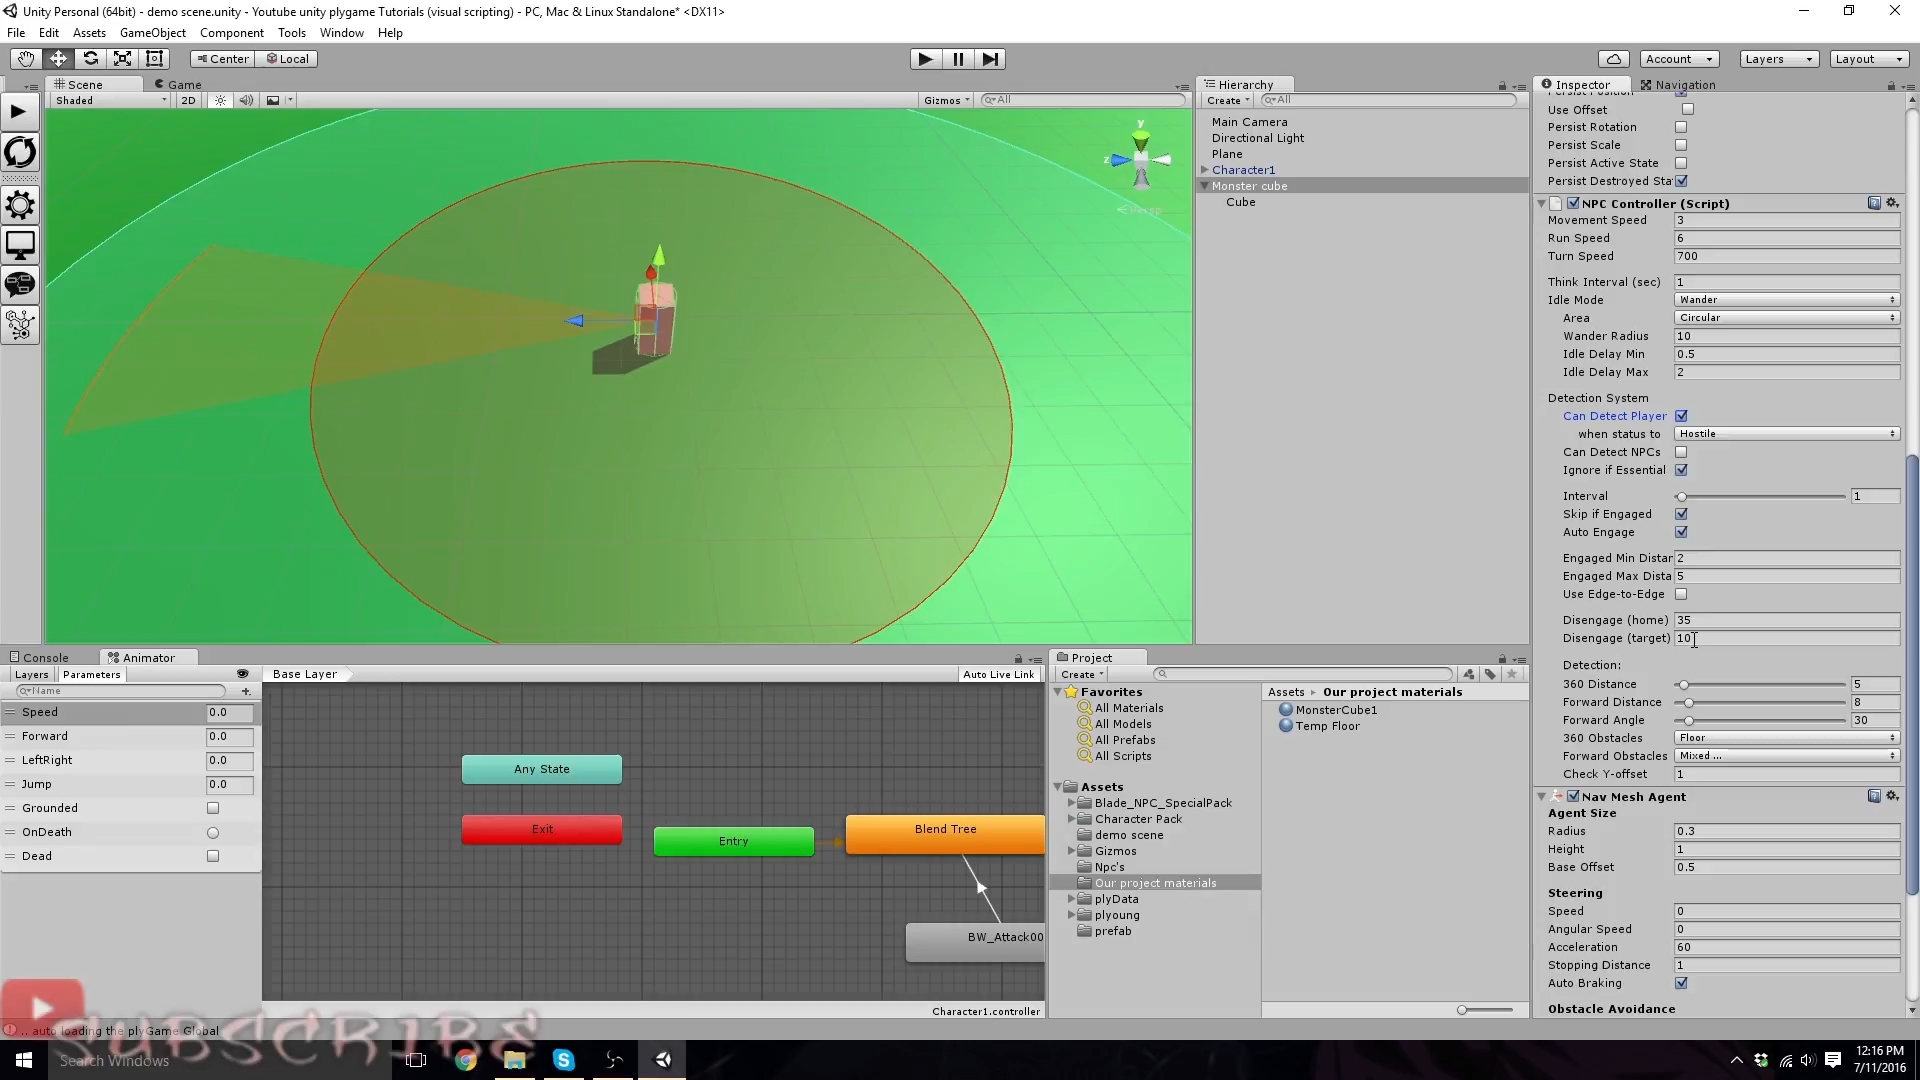 Unity Personal (64bit) - demo scene.unity - Youtube unity plygame Tutorials (visual scripting) - PC, Mac & Linux Standalone* <DX11>
File Edit Assets GameObject Component Tools Window Help
Center Local Account Layers Layout
Scene Game
Shaded 2D Gizmos All
y
z
Persp
Hierarchy
Create All
Main Camera
Directional Light
Plane
Character1
Monster cube
Cube
Inspector Navigation
Use Offset
Persist Rotation
Persist Scale
Persist Active State
Persist Destroyed Stat
NPC Controller (Script)
Movement Speed 3
Run Speed 6
Turn Speed 700
Think Interval (sec) 1
Idle Mode Wander
Area Circular
Wander Radius 10
Idle Delay Min 0.5
Idle Delay Max 2
Detection System
Can Detect Player
when status to Hostile
Can Detect NPCs
Ignore if Essential
Interval 1
Skip if Engaged
Auto Engage
Engaged Min Distar 2
Engaged Max Dista 5
Use Edge-to-Edge
Disengage (home) 35
Disengage (target) 10
Detection:
360 Distance 5
Forward Distance 8
Forward Angle 30
360 Obstacles Floor
Forward Obstacles Mixed ...
Check Y-offset 1
Nav Mesh Agent
Agent Size
Radius 0.3
Height 1
Base Offset 0.5
Steering
Speed 0
Angular Speed 0
Acceleration 60
Stopping Distance 1
Auto Braking
Obstacle Avoidance
Console Animator
Layers Parameters
Name
Speed 0.0
Forward 0.0
LeftRight 0.0
Jump 0.0
Grounded
OnDeath
Dead
Base Layer Auto Live Link
Any State
Exit
Entry
Blend Tree
BW_Attack00
Character1.controller
Project
Create
Favorites
All Materials
All Models
All Prefabs
All Scripts
Assets
Blade_NPC_SpecialPack
Character Pack
demo scene
Gizmos
Npc's
Our project materials
plyData
plyoung
prefab
Assets Our project materials
MonsterCube1
Temp Floor
.. auto loading the plyGame Global
SUBSCRIBE
Search Windows
12:16 PM
7/11/2016